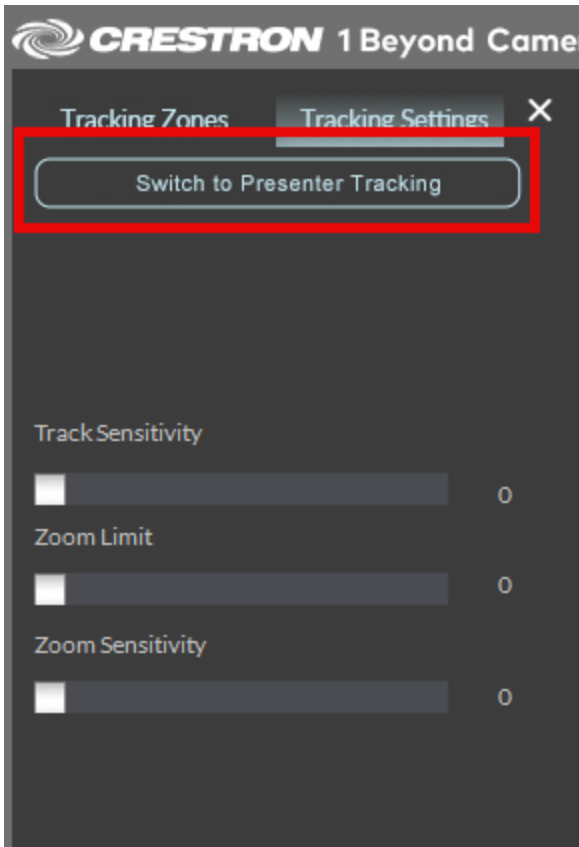 CRESTRON 1 Beyond Came
Tracking Zones Tracking Settings X
Switch to Presenter Tracking
Track Sensitivity
0
Zoom Limit
0
Zoom Sensitivity
0